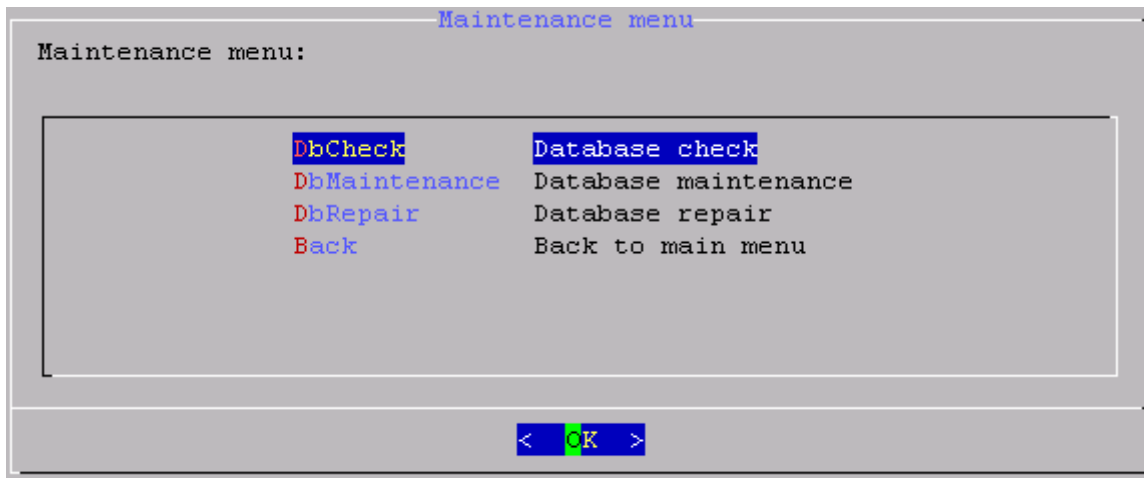 Maintenance menu
Maintenance menu:
DbCheck Database check
DbMaintenance Database maintenance
DbRepair Database repair
Back Back to main menu
< OK >